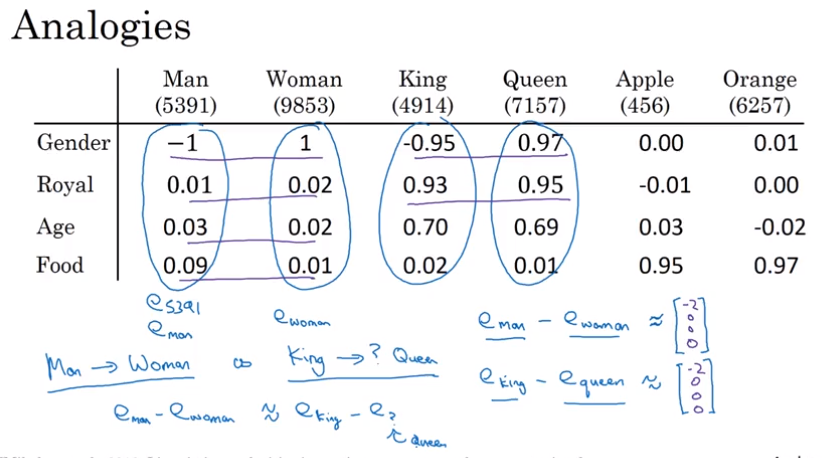 Analogies
Man Woman King Queen Apple Orange
(5391) (9853) (4914) (7157) (456) (6257)
Gender −1 1 -0.95 0.97 0.00 0.01
Royal 0.01 0.02 0.93 0.95 -0.01 0.00
Age 0.03 0.02 0.70 0.69 0.03 -0.02
Food 0.09 0.01 0.02 0.01 0.95 0.97
e5391
eman ewoman
eman − ewoman ≈ [-2 0 0 0]
Man → Woman as King → ? Queen
eking − equeen ≈ [-2 0 0 0]
eman − ewoman ≈ eking − e?
↑ Queen